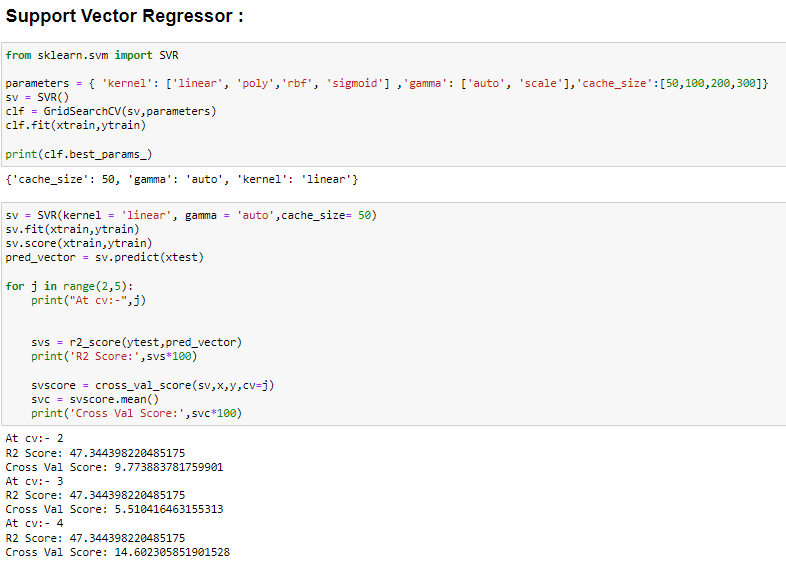 Support Vector Regressor :
from sklearn.svm import SVR
parameters = { 'kernel': ['linear', 'poly','rbf', 'sigmoid'] ,'gamma': ['auto', 'scale'],'cache_size':[50,100,200,300]}
sv = SVR()
clf = GridSearchCV(sv,parameters)
clf.fit(xtrain,ytrain)
print(clf.best_params_)
{'cache_size': 50, 'gamma': 'auto', 'kernel': 'linear'}
sv = SVR(kernel = 'linear', gamma = 'auto',cache_size= 50)
sv.fit(xtrain,ytrain)
sv.score(xtrain,ytrain)
pred_vector = sv.predict(xtest)
for j in range(2,5):
    print("At cv:-",j)
    svs = r2_score(ytest,pred_vector)
    print('R2 Score:',svs*100)
    svscore = cross_val_score(sv,x,y,cv=j)
    svc = svscore.mean()
    print('Cross Val Score:',svc*100)
At cv:- 2
R2 Score: 47.344398220485175
Cross Val Score: 9.773883781759901
At cv:- 3
R2 Score: 47.344398220485175
Cross Val Score: 5.510416463155313
At cv:- 4
R2 Score: 47.344398220485175
Cross Val Score: 14.602305851901528